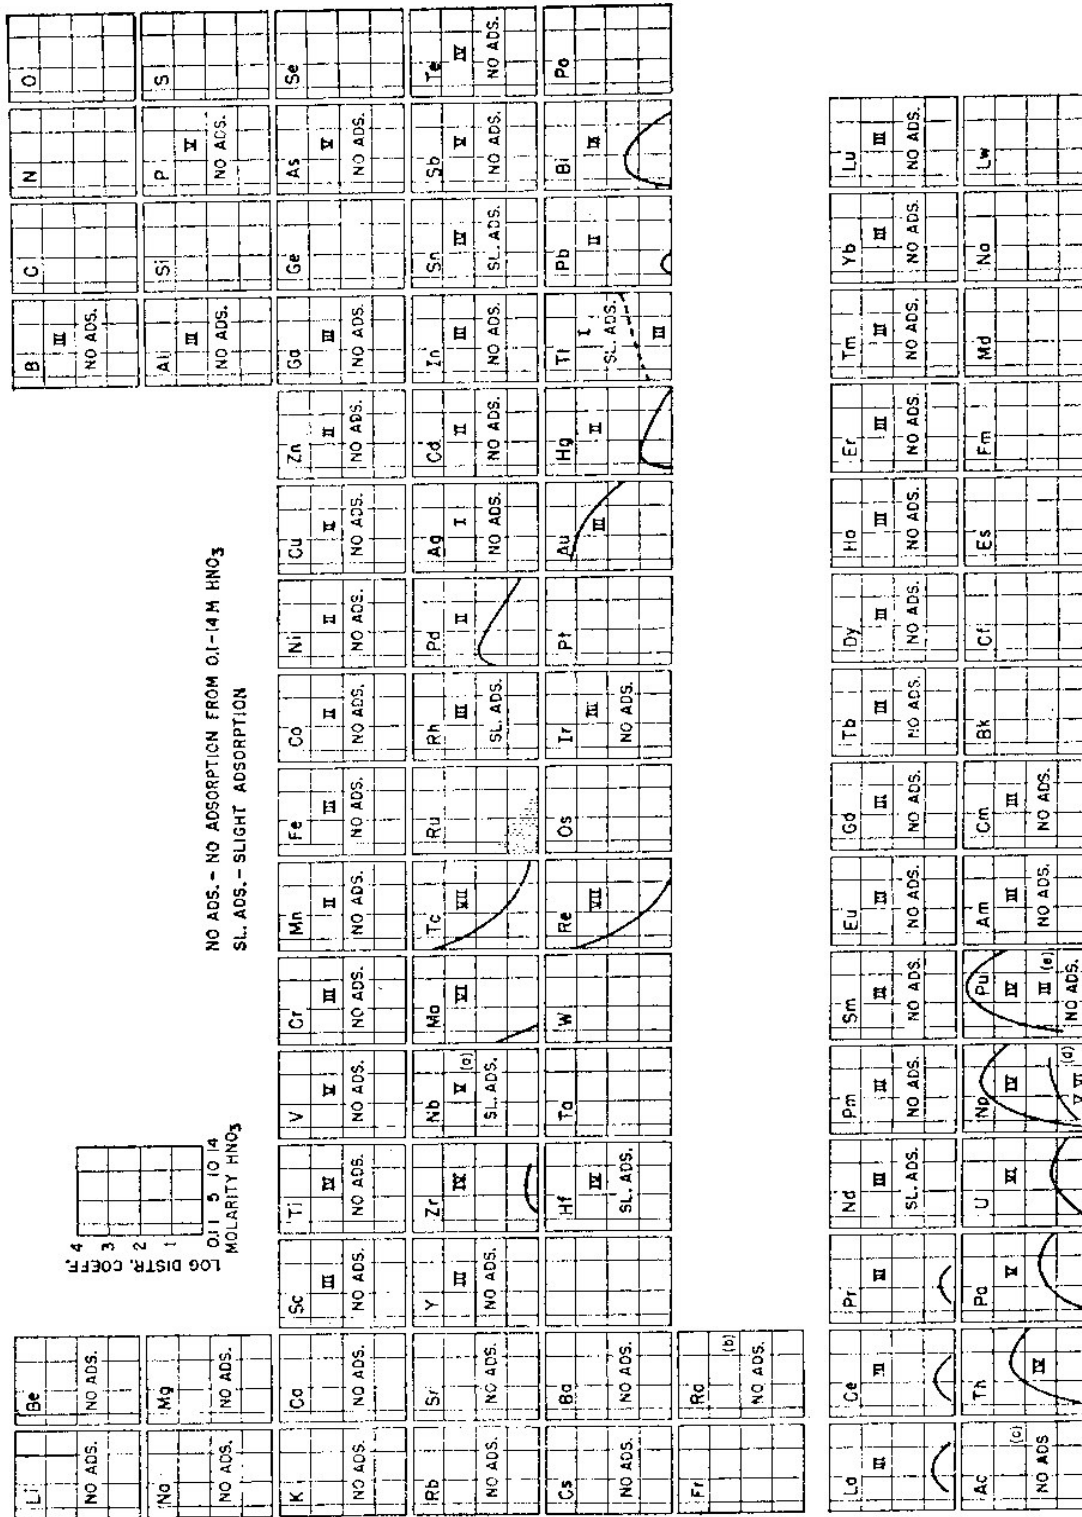 4
3
2
1
LOG DISTR. COEFF.
0.1 5 10 14
MOLARITY HNO3
NO ADS. - NO ADSORPTION FROM 0.1-14 M HNO3
SL. ADS. - SLIGHT ADSORPTION
Li Be B C N O
III
NO ADS. NO ADS. NO ADS.
Na Mg Al Si P S
III V
NO ADS. NO ADS. NO ADS. NO ADS.
K Ca Sc Ti V Cr Mn Fe Co Ni Cu Zn Ga Ge As Se
III IV V III II III II II II II III V
NO ADS. NO ADS. NO ADS. NO ADS. NO ADS. NO ADS. NO ADS. NO ADS. NO ADS. NO ADS. NO ADS. NO ADS. NO ADS. NO ADS.
Rb Sr Y Zr Nb Mo Tc Ru Rh Pd Ag Cd In Sn Sb Te
III IV V (a) VI VII III II I II III IV V IV
NO ADS. NO ADS. NO ADS. SL. ADS. SL. ADS. NO ADS. NO ADS. NO ADS. SL. ADS. NO ADS. NO ADS.
Cs Ba Hf Ta W Re Os Ir Pt Au Hg Tl Pb Bi Po
IV VII III III II I II
NO ADS. NO ADS. SL. ADS. NO ADS. SL. ADS.
III
Fr Ra
(b)
NO ADS.
La Ce Pr Nd Pm Sm Eu Gd Tb Dy Ho Er Tm Yb Lu
III III III III III III III III III III III III III III III
SL. ADS. NO ADS. NO ADS. NO ADS. NO ADS. NO ADS. NO ADS. NO ADS. NO ADS. NO ADS. NO ADS. NO ADS.
Ac Th Pa U Np Pu Am Cm Bk Cf Es Fm Md No Lw
(c) IV V VI IV IV III III
III (e)
NO ADS NO ADS. NO ADS.
V VI (d) NO ADS.